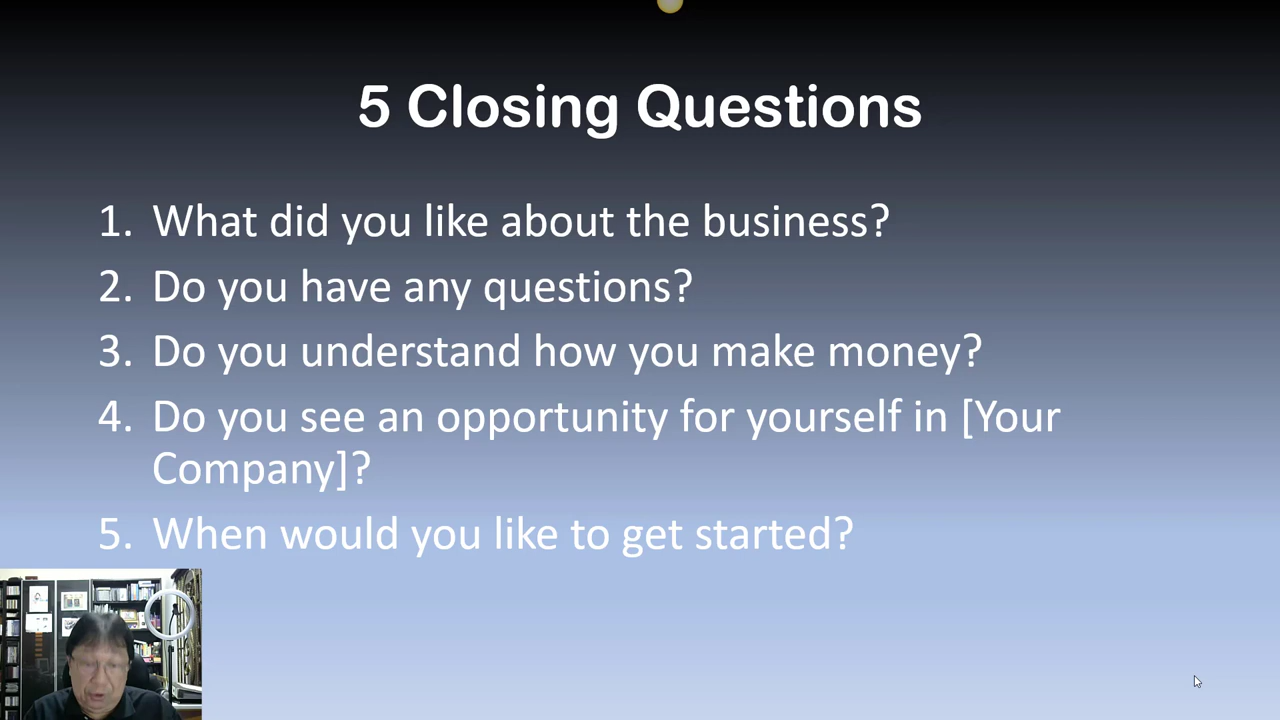 5 Closing Questions
1. What did you like about the business?
2. Do you have any questions?
3. Do you understand how you make money?
4. Do you see an opportunity for yourself in [Your
Company]?
5. When would you like to get started?